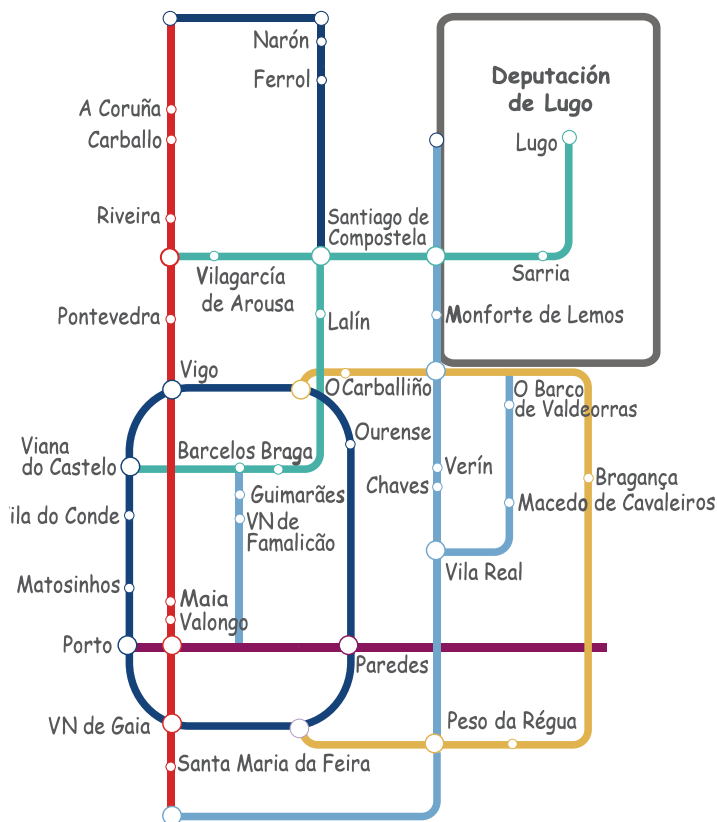 Narón
Ferrol
Deputación
de Lugo
A Coruña
Carballo
Lugo
Riveira
Santiago de
Compostela
Vilagarcía
de Arousa
Sarria
Pontevedra
Lalín
Monforte de Lemos
Vigo
O Carballiño
O Barco
de Valdeorras
Ourense
Viana
do Castelo
Barcelos Braga
Verín
Chaves
Bragança
Guimarães
Macedo de Cavaleiros
ila do Conde
VN de
Famalicão
Vila Real
Matosinhos
Maia
Valongo
Porto
Paredes
VN de Gaia
Peso da Régua
Santa Maria da Feira